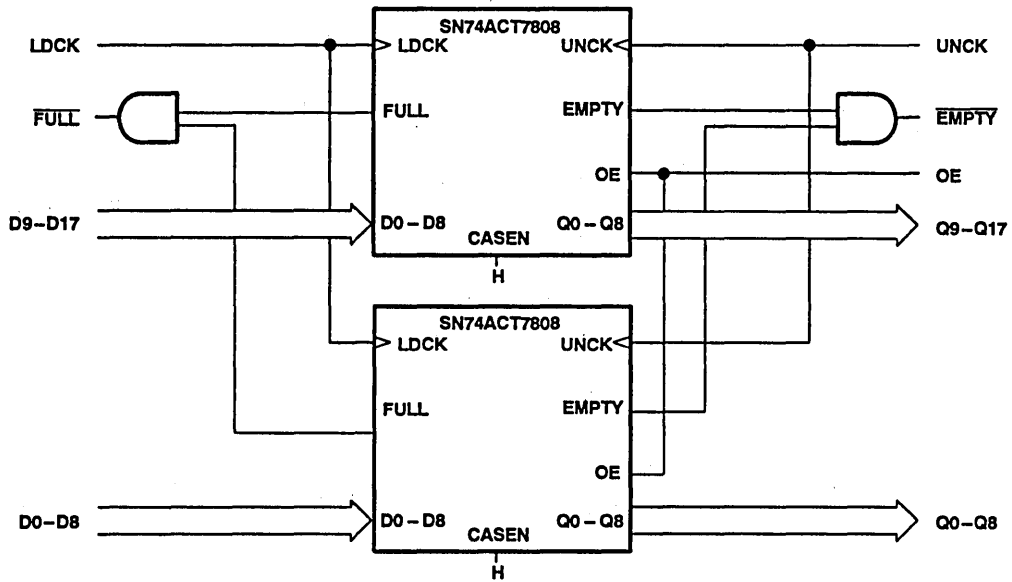 SN74ACT7808
LDCK LDCK UNCK UNCK
FULL FULL EMPTY EMPTY
OE OE
D9–D17 D0–D8 Q0–Q8 Q9–Q17
CASEN
H
SN74ACT7808
LDCK UNCK
FULL EMPTY
OE
D0–D8 D0–D8 Q0–Q8 Q0–Q8
CASEN
H